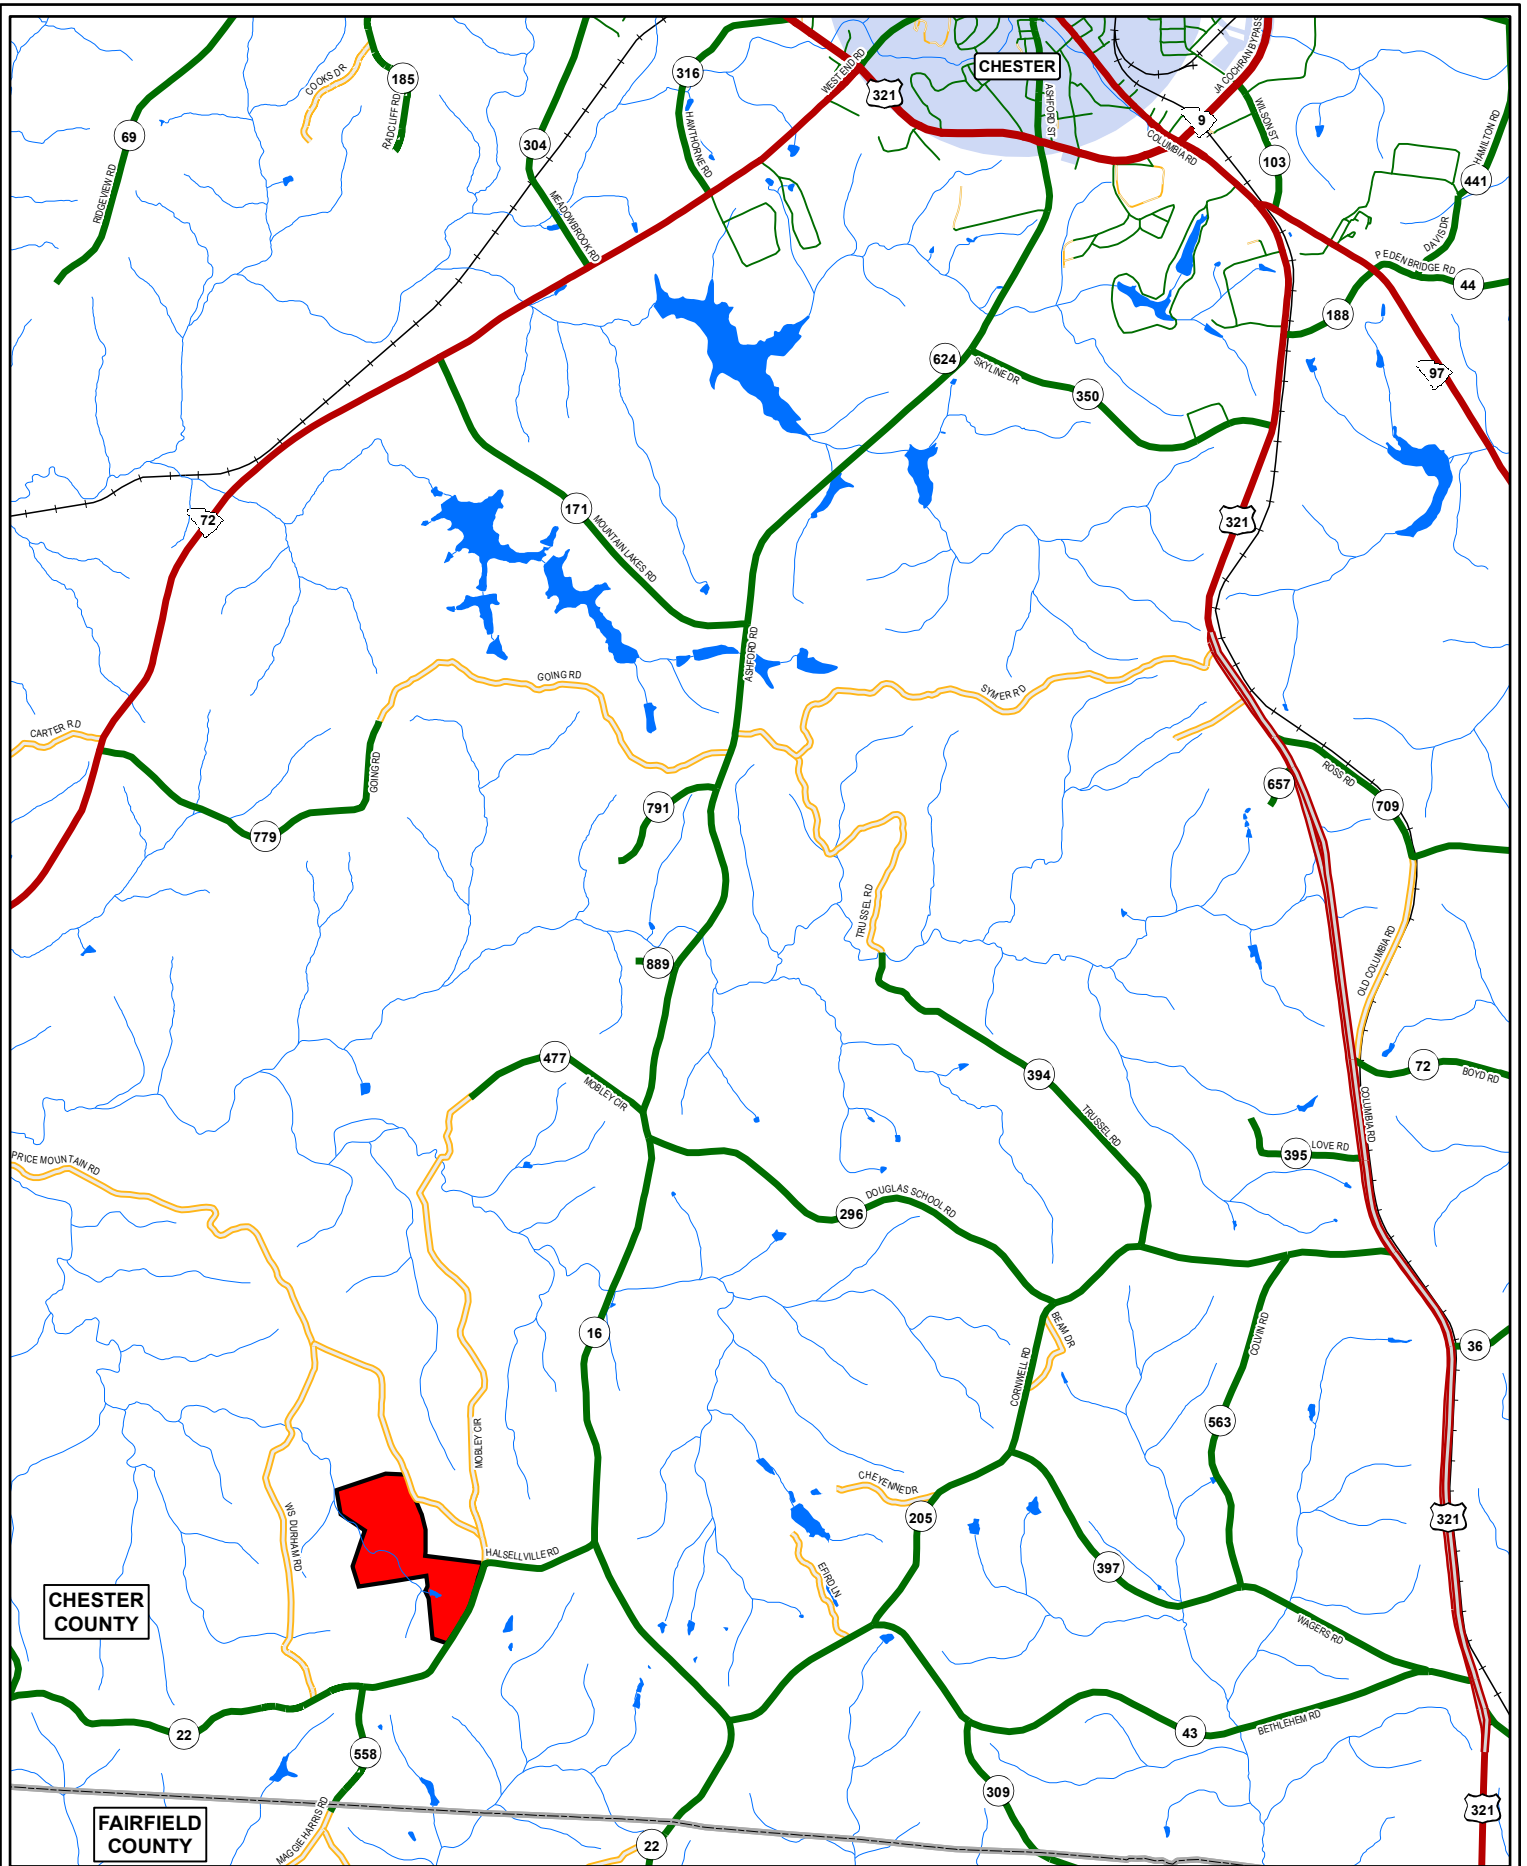 COOKS DR
185
RADCLIFF RD
69
RIDGEVIEW RD
304
MEADOWBROOK RD
316
HAWTHORNE RD
WEST END RD
321
CHESTER
ASHFORD ST
JA COCHRAN BYPASS
9
COLUMBIA RD
WILSON ST
103
HAMILTON RD
441
DAVIS DR
PEDENBRIDGE RD
44
188
97
624
SKYLINE DR
350
321
72
171
MOUNTAIN LAKES RD
ASHFORD RD
GOING RD
SYMER RD
CARTER RD
GOING RD
779
791
657
ROSS RD
709
TRUSSEL RD
889
OLD COLUMBIA RD
477
MOBLEY CIR
394
TRUSSEL RD
72
BOYD RD
COLUMBIA RD
395
LOVE RD
PRICE MOUNTAIN RD
296
DOUGLAS SCHOOL RD
16
BEAM DR
CORNWELL RD
COLVIN RD
36
563
MOBLEY CIR
CHEYENNE DR
205
WS DURHAM RD
HALSELLVILLE RD
EFIRD LN
397
321
WAGERS RD
CHESTER
COUNTY
22
558
43
BETHLEHEM RD
309
321
MAGGIE HARRIS RD
FAIRFIELD
COUNTY
22